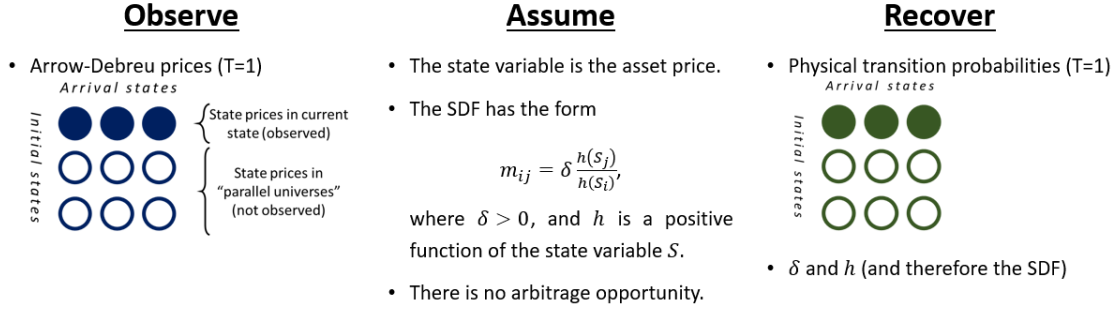 Observe
• Arrow-Debreu prices (T=1)
Arrival states
Initial states
State prices in current
state (observed)
State prices in
“parallel universes”
(not observed)
Assume
• The state variable is the asset price.
• The SDF has the form
m_{ij} = δ \frac{h(S_j)}{h(S_i)},
where δ > 0, and h is a positive
function of the state variable S.
• There is no arbitrage opportunity.
Recover
• Physical transition probabilities (T=1)
Arrival states
Initial states
• δ and h (and therefore the SDF)